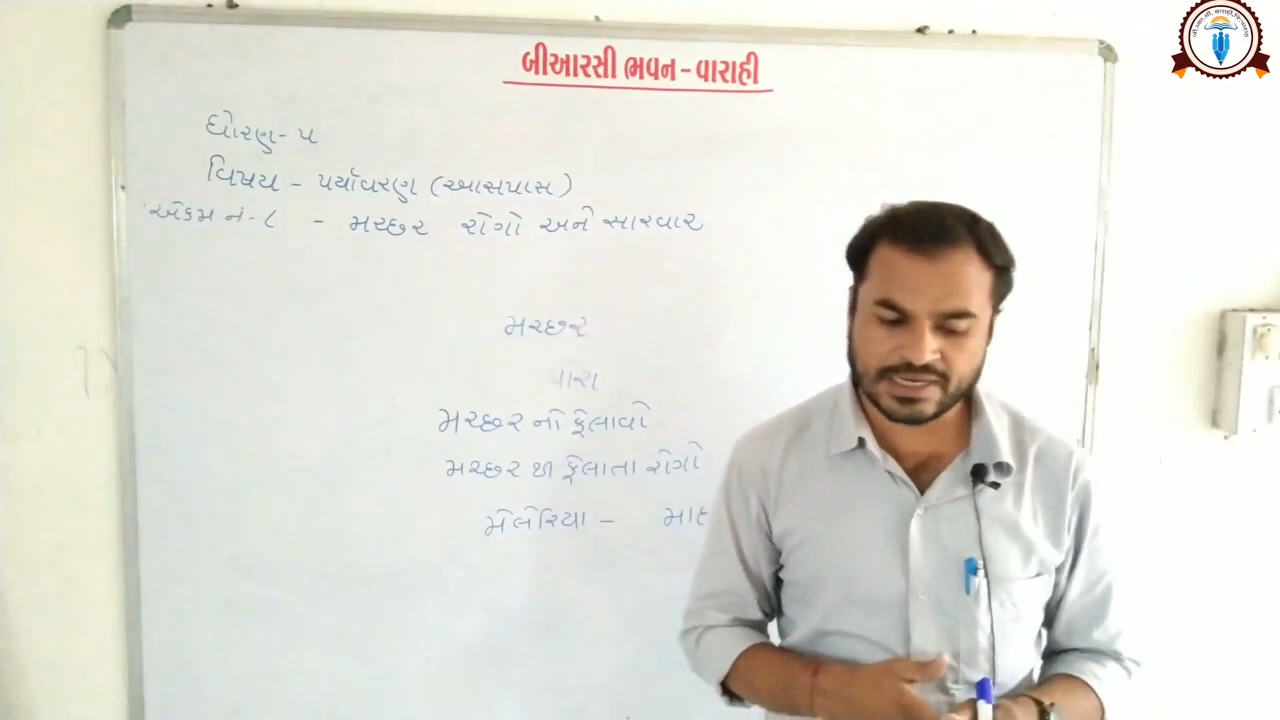 બીઆરસી ભવન - વારાહી
ધોરણ - ૫
વિષય - પર્યાવરણ (આસપાસ)
એકમ નં - ૮ - મચ્છર રોગો અને સારવાર
મચ્છર
મચ્છર નો ફેલાવો
મચ્છર થી ફેલાતા રોગો
મેલેરિયા -